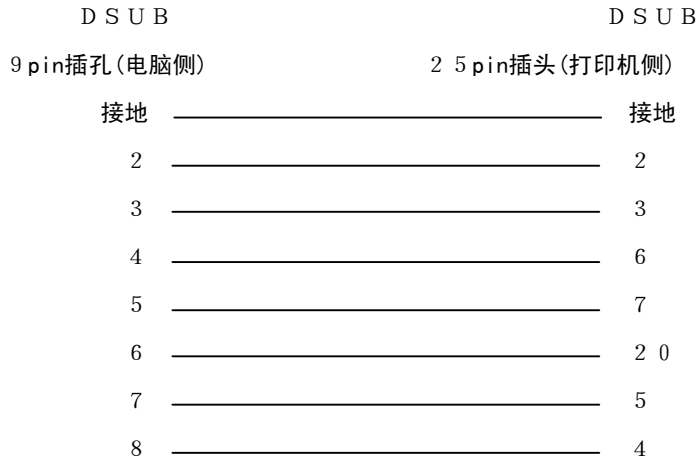 ＤＳＵＢ ＤＳＵＢ
９pin插孔(电脑侧) ２５pin插头(打印机侧)
接地 接地
２ ２
３ ３
４ ６
５ ７
６ ２０
７ ５
８ ４